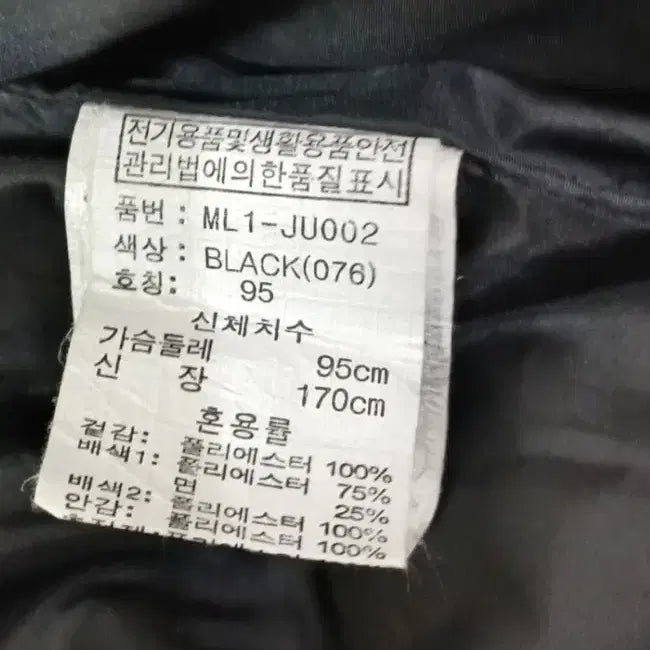 전기용품및생활용품안전
관리법에의한품질표시
품번: ML1-JU002
색상: BLACK(076)
호칭: 95
신체치수
가슴둘레 95cm
신 장 170cm
혼용률
겉감: 폴리에스터 100%
배색1: 폴리에스터 75%
면 25%
배색2: 폴리에스터 100%
안감: 폴리에스터 100%